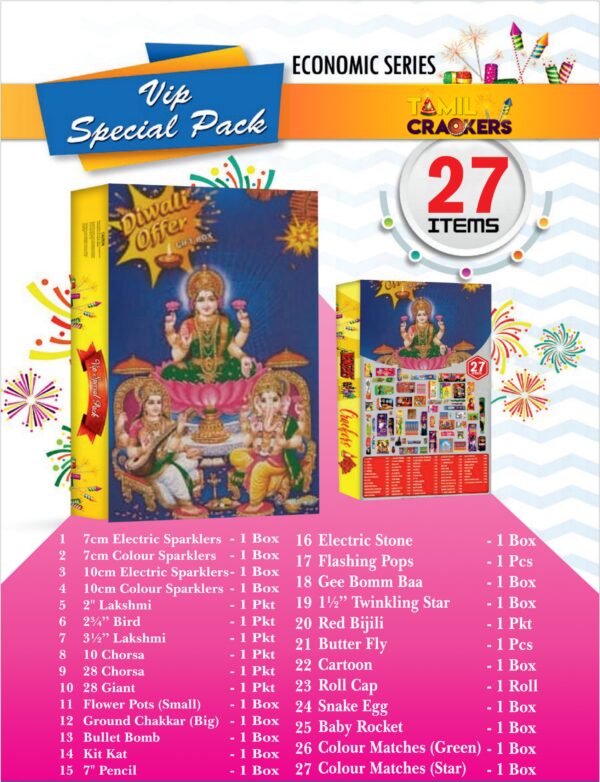 ECONOMIC SERIES
Vip
Special Pack
TAMIL
CRACKERS
27
ITEMS
Diwali
Offer
GIFT BOX
Vip Special Pack
27
Crackers
1 7cm Electric Sparklers - 1 Box
2 7cm Colour Sparklers - 1 Box
3 10cm Electric Sparklers - 1 Box
4 10cm Colour Sparklers - 1 Box
5 2" Lakshmi - 1 Pkt
6 2¾” Bird - 1 Pkt
7 3½” Lakshmi - 1 Pkt
8 10 Chorsa - 1 Pkt
9 28 Chorsa - 1 Pkt
10 28 Giant - 1 Pkt
11 Flower Pots (Small) - 1 Box
12 Ground Chakkar (Big) - 1 Box
13 Bullet Bomb - 1 Box
14 Kit Kat - 1 Box
15 7" Pencil - 1 Box
16 Electric Stone - 1 Box
17 Flashing Pops - 1 Pcs
18 Gee Bomm Baa - 1 Box
19 1½” Twinkling Star - 1 Box
20 Red Bijili - 1 Pkt
21 Butter Fly - 1 Pcs
22 Cartoon - 1 Box
23 Roll Cap - 1 Roll
24 Snake Egg - 1 Box
25 Baby Rocket - 1 Box
26 Colour Matches (Green) - 1 Box
27 Colour Matches (Star) - 1 Box